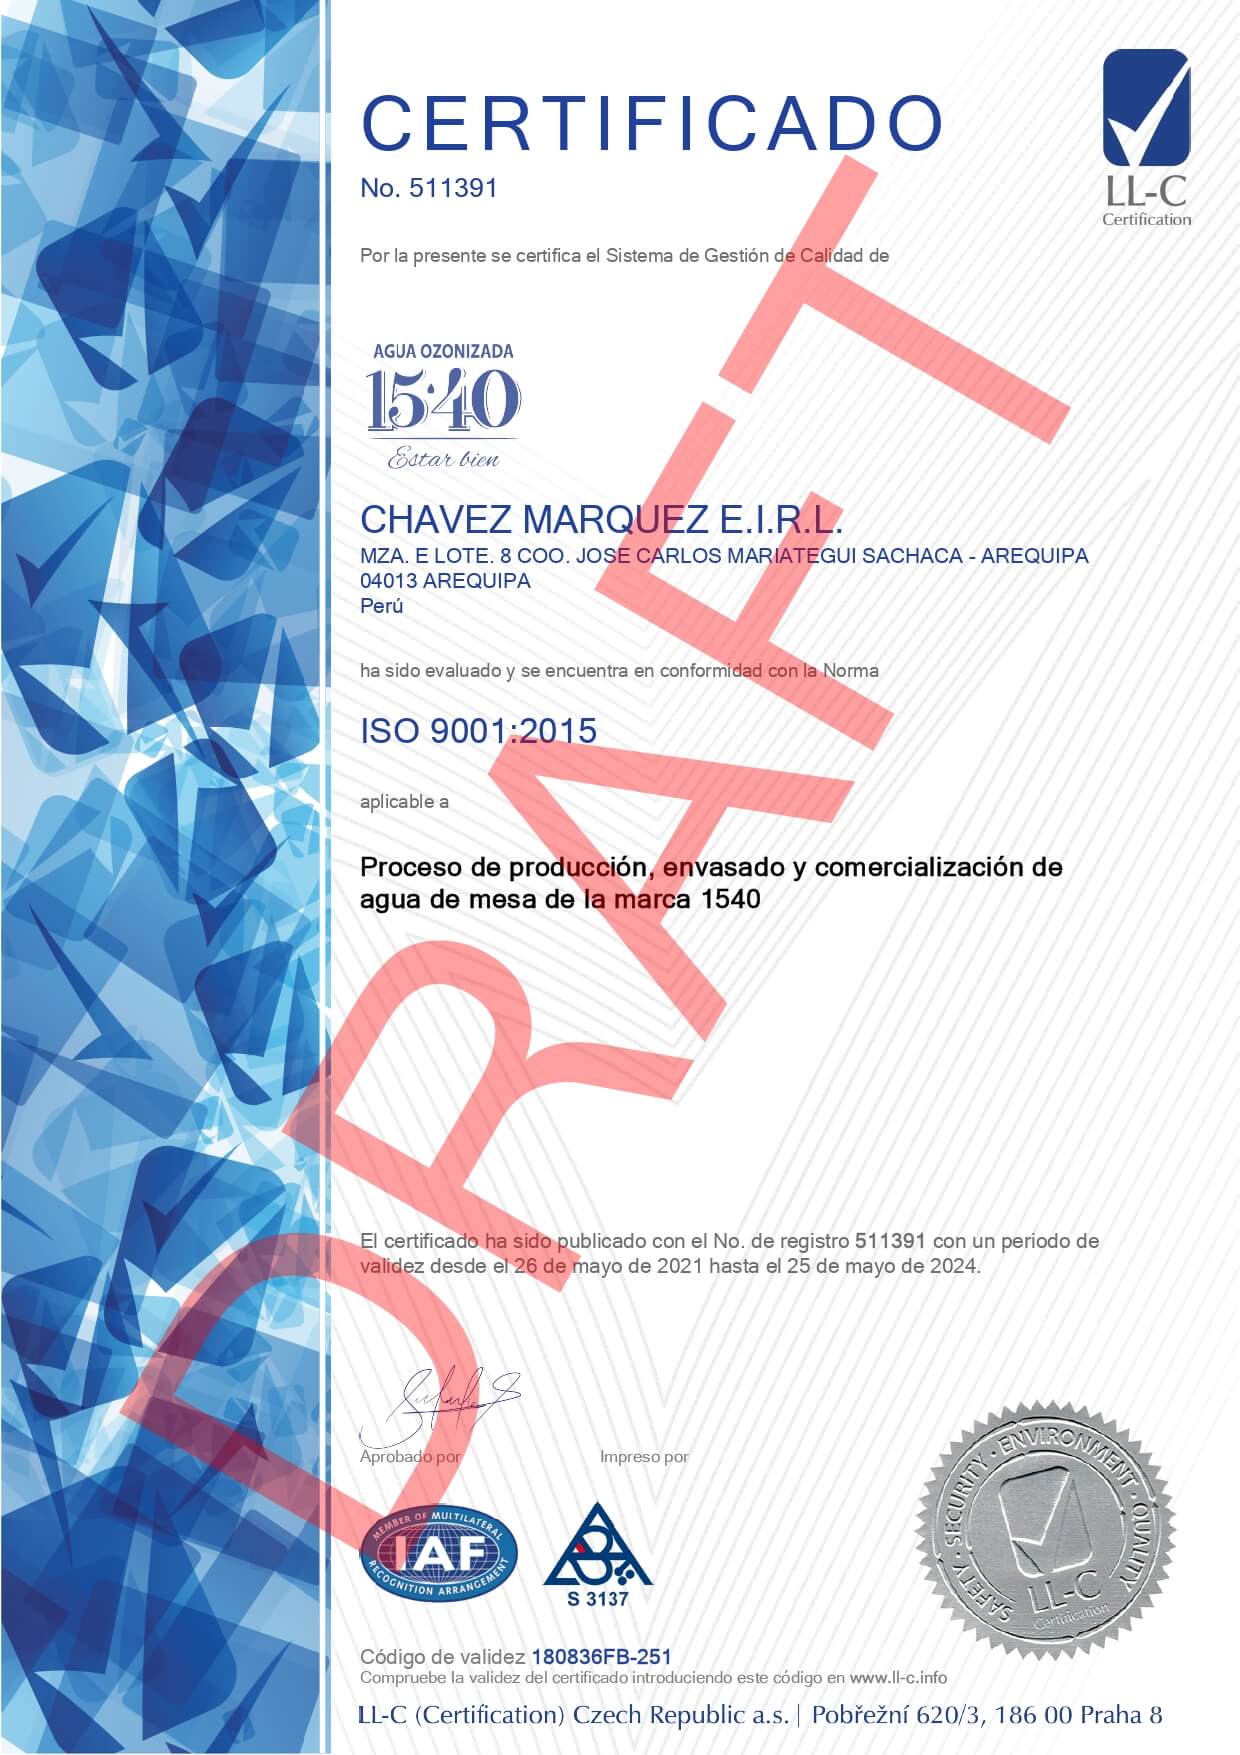 CERTIFICADO
No. 511391
LL-C
Certification
Por la presente se certifica el Sistema de Gestión de Calidad de
AGUA OZONIZADA
15:40
Estar bien
CHAVEZ MARQUEZ E.I.R.L.
MZA. E LOTE. 8 COO. JOSE CARLOS MARIATEGUI SACHACA - AREQUIPA
04013 AREQUIPA
Perú
ha sido evaluado y se encuentra en conformidad con la Norma
ISO 9001:2015
aplicable a
Proceso de producción, envasado y comercialización de
agua de mesa de la marca 1540
DRAFT
El certificado ha sido publicado con el No. de registro 511391 con un periodo de
validez desde el 26 de mayo de 2021 hasta el 25 de mayo de 2024.
Aprobado por
Impreso por
MEMBER OF MULTILATERAL
IAF
RECOGNITION ARRANGEMENT
S 3137
SAFETY · SECURITY · ENVIRONMENT · QUALITY
LL-C
Certification
Código de validez 180836FB-251
Compruebe la validez del certificado introduciendo este código en www.ll-c.info
LL-C (Certification) Czech Republic a.s. | Pobřežní 620/3, 186 00 Praha 8